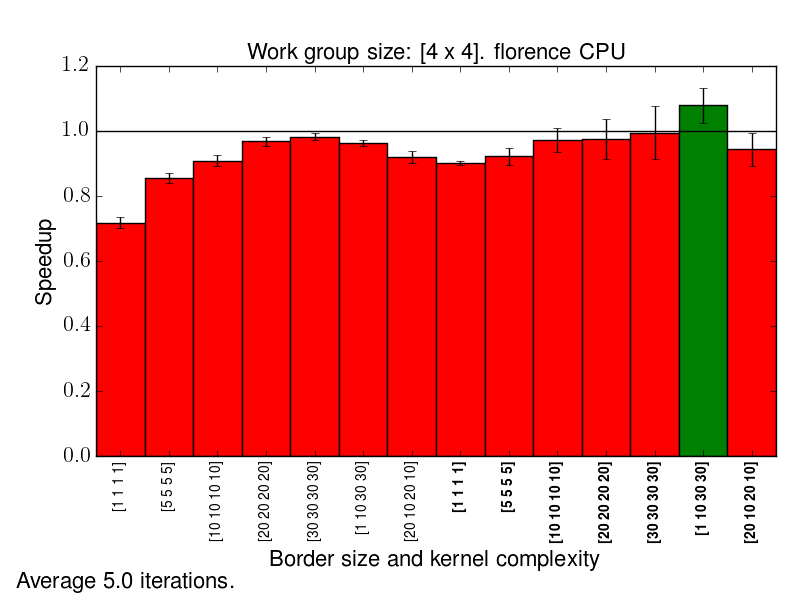 Work group size: [4 x 4]. florence CPU
1.2
1.0
0.8
0.6
0.4
0.2
0.0
Speedup
[1 1 1 1]
[5 5 5 5]
[10 10 10 10]
[20 20 20 20]
[30 30 30 30]
[1 10 30 30]
[20 10 20 10]
[1 1 1 1]
[5 5 5 5]
[10 10 10 10]
[20 20 20 20]
[30 30 30 30]
[1 10 30 30]
[20 10 20 10]
Border size and kernel complexity
Average 5.0 iterations.